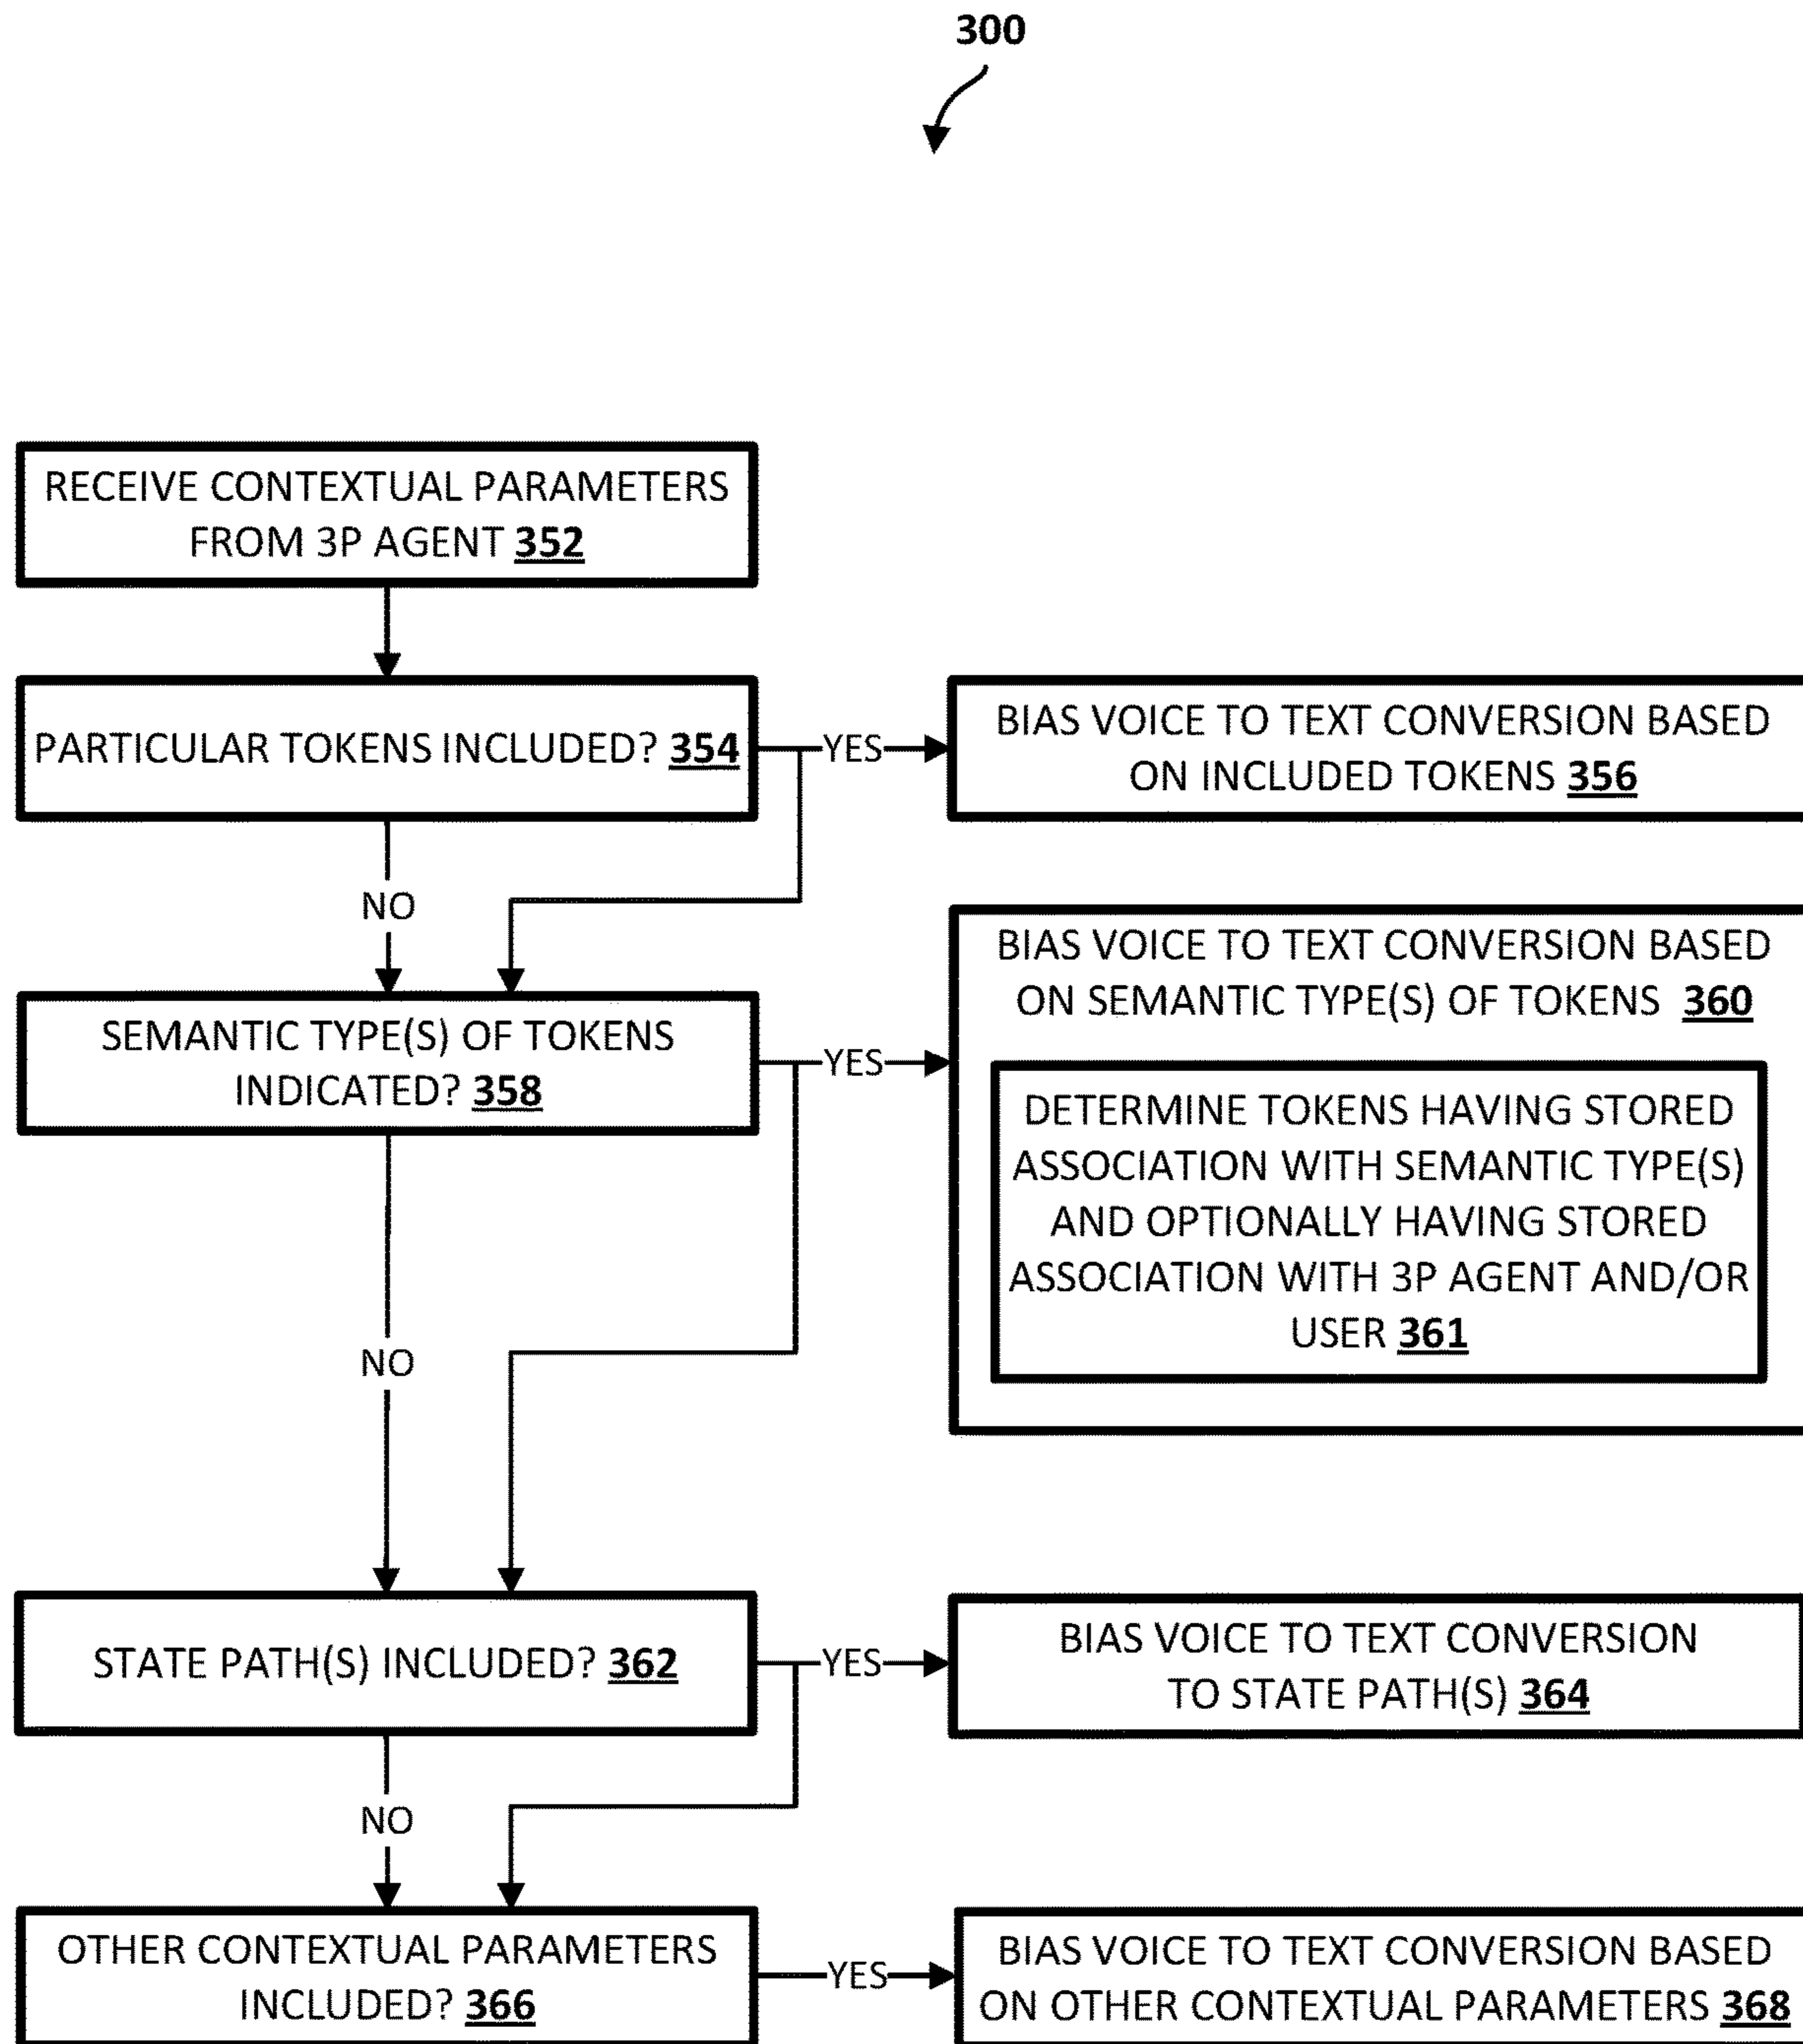 300
RECEIVE CONTEXTUAL PARAMETERS
FROM 3P AGENT 352
PARTICULAR TOKENS INCLUDED? 354
YES
BIAS VOICE TO TEXT CONVERSION BASED
ON INCLUDED TOKENS 356
NO
SEMANTIC TYPE(S) OF TOKENS
INDICATED? 358
YES
BIAS VOICE TO TEXT CONVERSION BASED
ON SEMANTIC TYPE(S) OF TOKENS 360
DETERMINE TOKENS HAVING STORED
ASSOCIATION WITH SEMANTIC TYPE(S)
AND OPTIONALLY HAVING STORED
ASSOCIATION WITH 3P AGENT AND/OR
USER 361
NO
STATE PATH(S) INCLUDED? 362
YES
BIAS VOICE TO TEXT CONVERSION
TO STATE PATH(S) 364
NO
OTHER CONTEXTUAL PARAMETERS
INCLUDED? 366
YES
BIAS VOICE TO TEXT CONVERSION BASED
ON OTHER CONTEXTUAL PARAMETERS 368